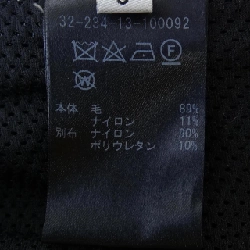 32-234-13-100092
本体 毛 89%
ナイロン 11%
別布 ナイロン 90%
ポリウレタン 10%